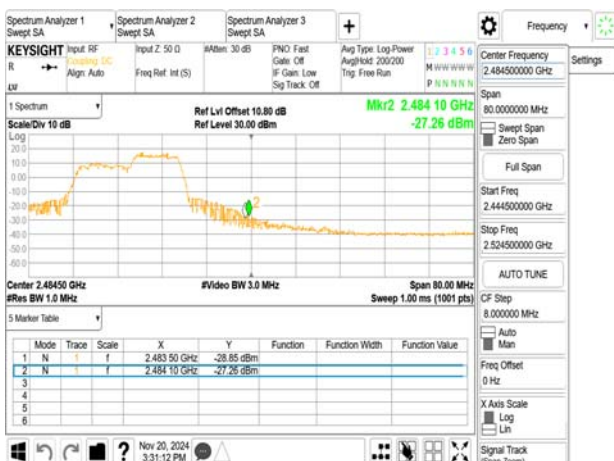 Spectrum Analyzer 1
Swept SA
Spectrum Analyzer 2
Swept SA
Spectrum Analyzer 3
Swept SA
+
Frequency
KEYSIGHT
R
Input: RF
Coupling: DC
Align: Auto
Input Z: 50 Ω
Freq Ref: Int (S)
#Atten: 30 dB
PNO: Fast
Gate: Off
IF Gain: Low
Sig Track: Off
Avg Type: Log-Power
Avg|Hold: 200/200
Trig: Free Run
1 2 3 4 5 6
M W W W W W
P N N N N N
1 Spectrum
Scale/Div 10 dB
Ref Lvl Offset 10.80 dB
Ref Level 30.00 dBm
Mkr2 2.484 10 GHz
-27.26 dBm
Log
20.0
10.0
0.00
-10.0
-20.0
-30.0
-40.0
-50.0
-60.0
2
Center 2.48450 GHz
#Video BW 3.0 MHz
Span 80.00 MHz
#Res BW 1.0 MHz
Sweep 1.00 ms (1001 pts)
5 Marker Table
Mode Trace Scale X Y Function Function Width Function Value
1 N 1 f 2.483 50 GHz -28.85 dBm
2 N 1 f 2.484 10 GHz -27.26 dBm
3
4
5
6
?
Nov 20, 2024
3:31:12 PM
Center Frequency
2.484500000 GHz
Settings
Span
80.0000000 MHz
Swept Span
Zero Span
Full Span
Start Freq
2.444500000 GHz
Stop Freq
2.524500000 GHz
AUTO TUNE
CF Step
8.000000 MHz
Auto
Man
Freq Offset
0 Hz
X Axis Scale
Log
Lin
Signal Track